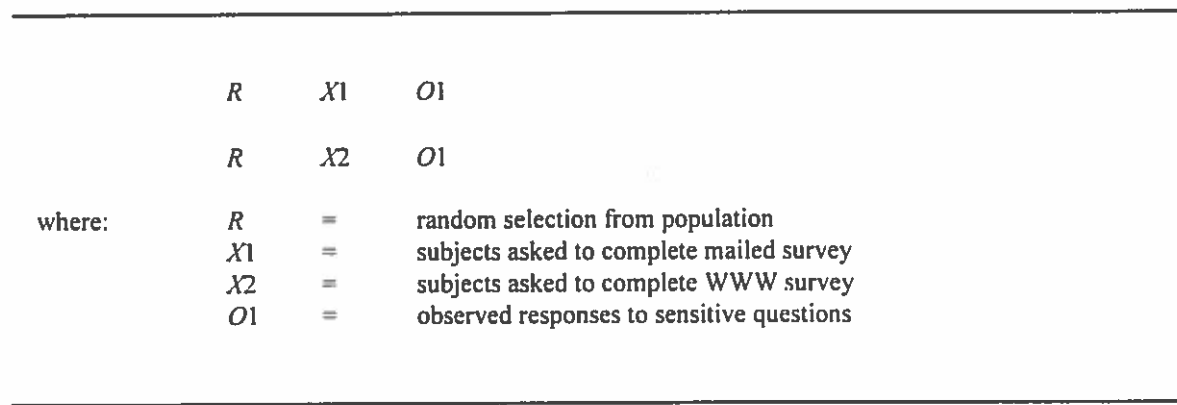 R X1 O1
R X2 O1
where: R = random selection from population
X1 = subjects asked to complete mailed survey
X2 = subjects asked to complete WWW survey
O1 = observed responses to sensitive questions